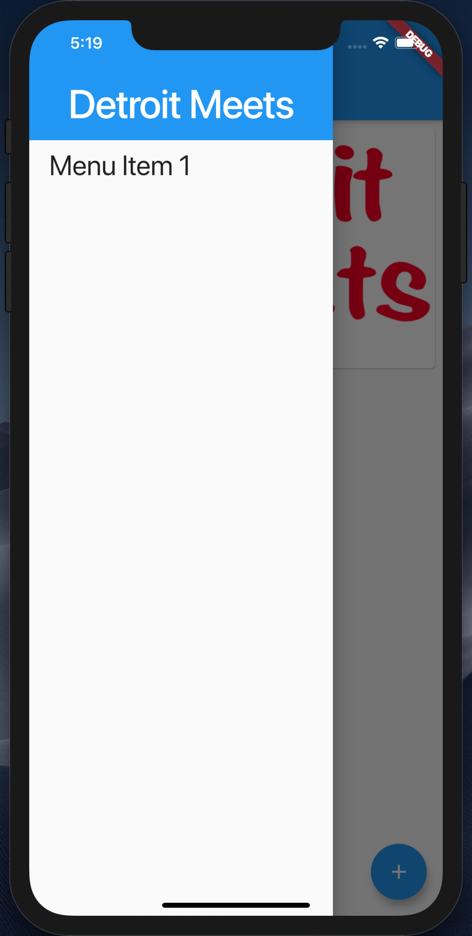 5:19
DEBUG
Detroit Meets
Menu Item 1
it
ts
+